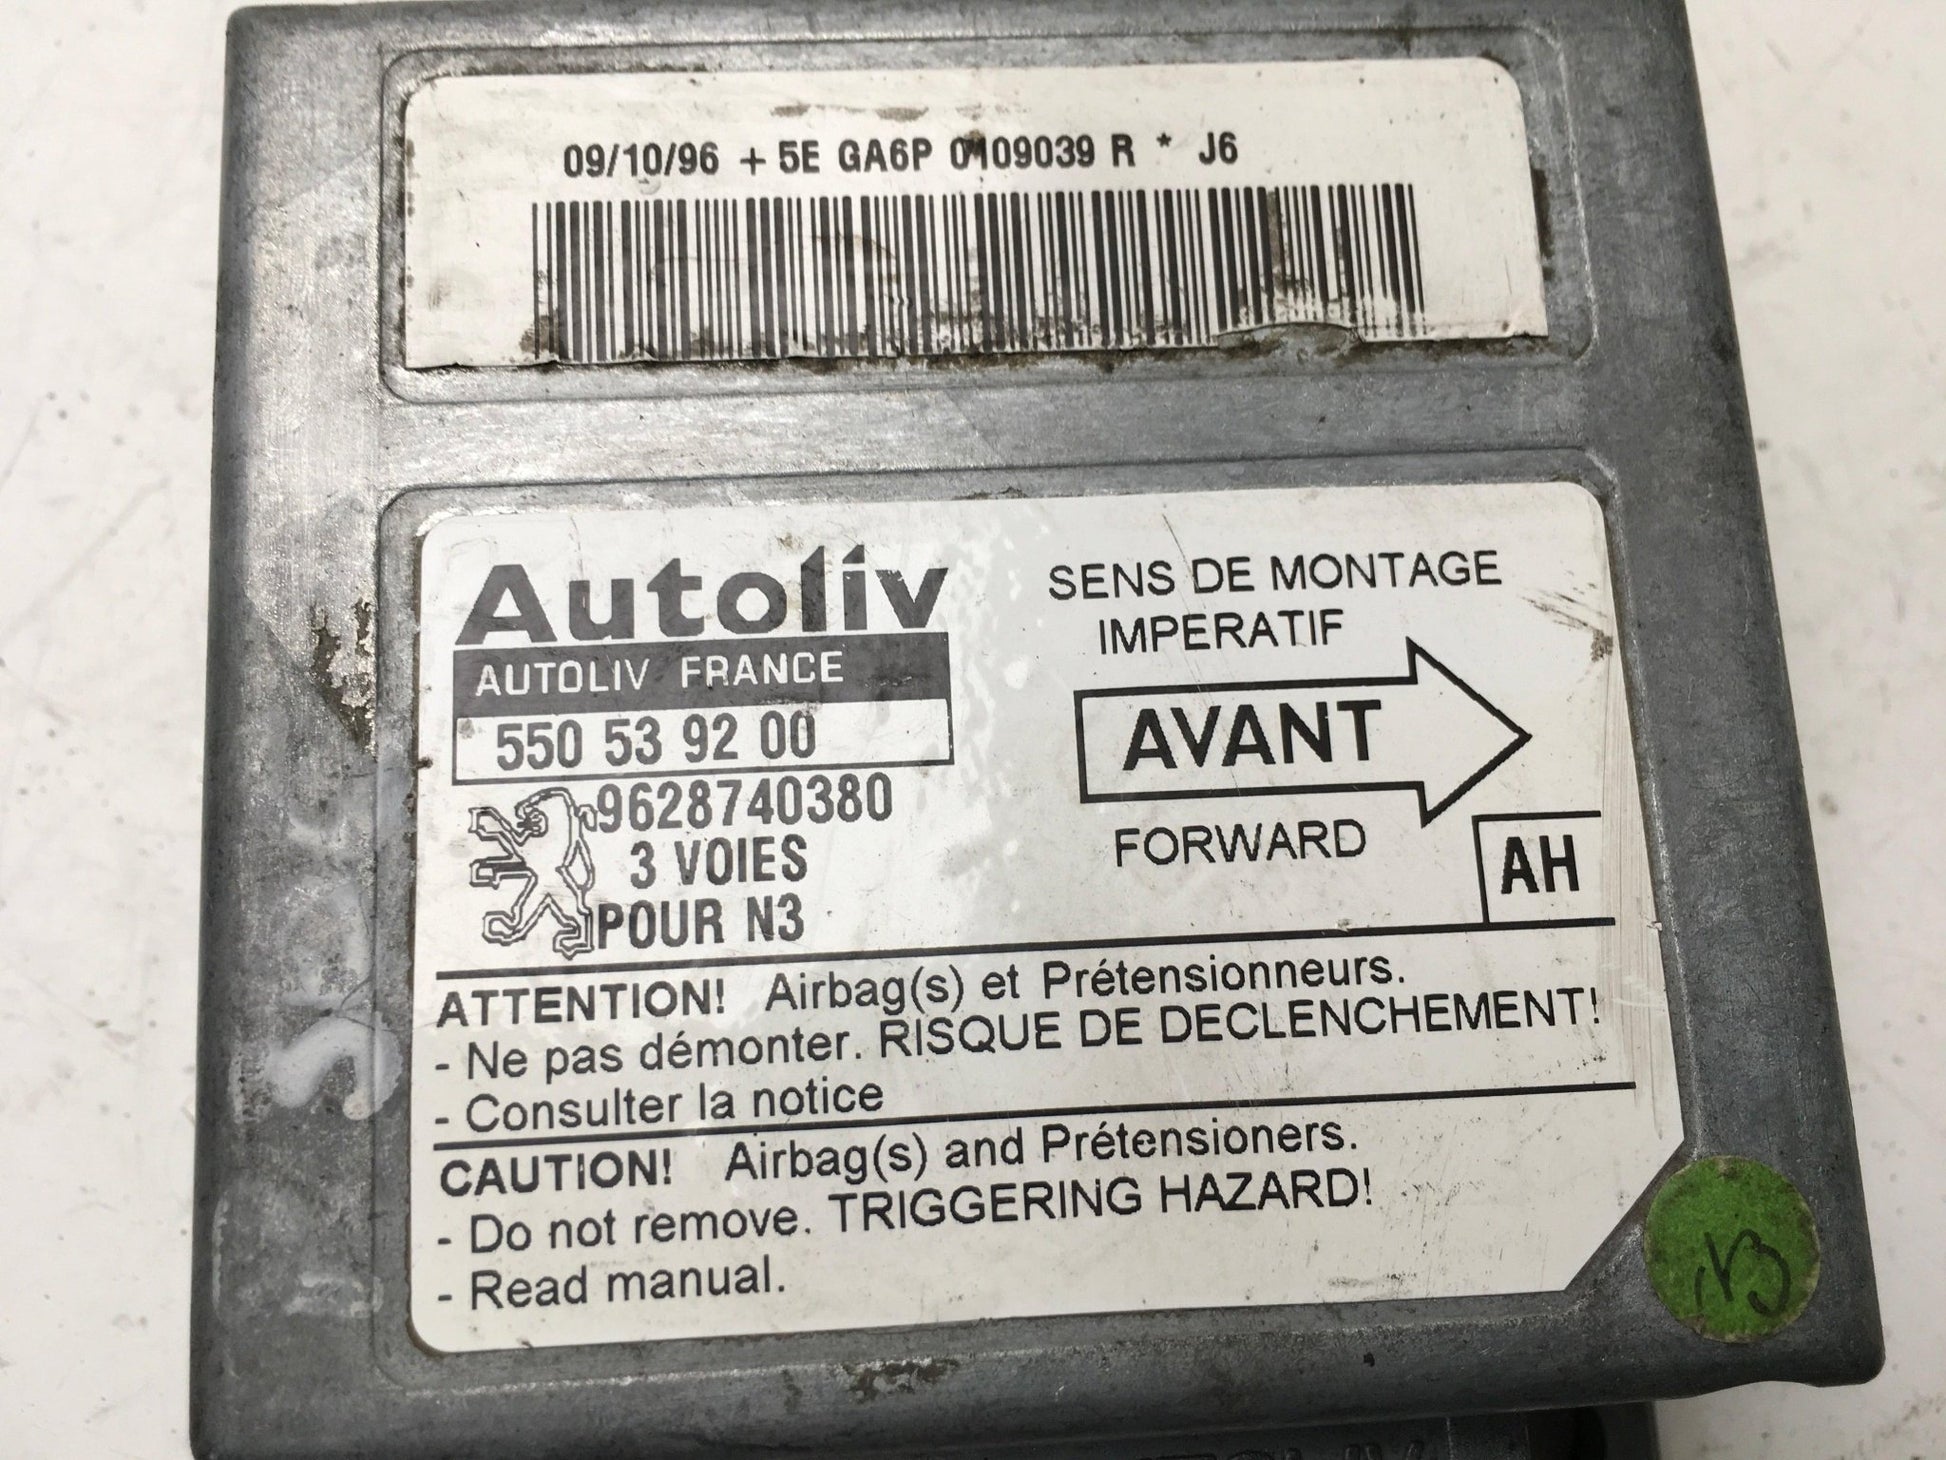 09/10/96 + 5E GA6P 0109039 R * J6
Autoliv
AUTOLIV FRANCE
550 53 92 00
9628740380
3 VOIES
POUR N3
SENS DE MONTAGE
IMPERATIF
AVANT
FORWARD
AH
ATTENTION! Airbag(s) et Prétensionneurs.
- Ne pas démonter. RISQUE DE DECLENCHEMENT!
- Consulter la notice
CAUTION! Airbag(s) and Prétensioners.
- Do not remove. TRIGGERING HAZARD!
- Read manual.
N3